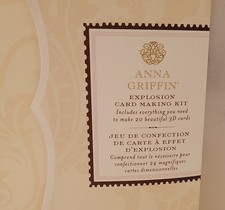 ANNA
GRIFFIN
EXPLOSION
CARD MAKING KIT
Includes everything you need
to make 20 beautiful 3D cards
JEU DE CONFECTION
DE CARTE À EFFET
D'EXPLOSION
Comprend tout le nécessaire pour
confectionner 24 magnifiques
cartes dimensionnelles